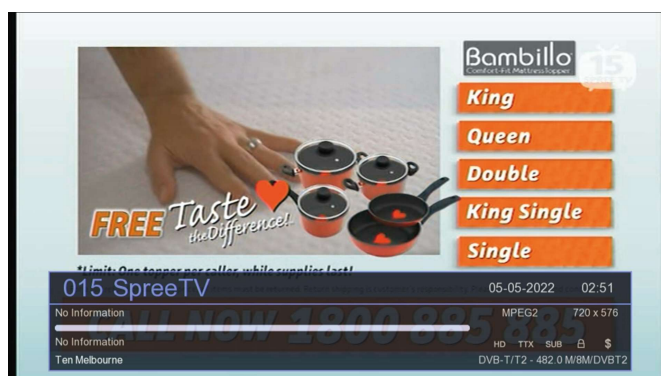 Bambillo
Comfort-Fit Mattress Topper
15
King
Queen
Double
King Single
Single
FREE Taste
the Difference!..
*Limit: One topper per caller, while supplies last!
015 SpreeTV
05-05-2022 02:51
No Information
MPEG2 720 x 576
CALL NOW 1800 885 885
No Information
HD TTX SUB $
Ten Melbourne
DVB-T/T2 - 482.0 M/8M/DVBT2